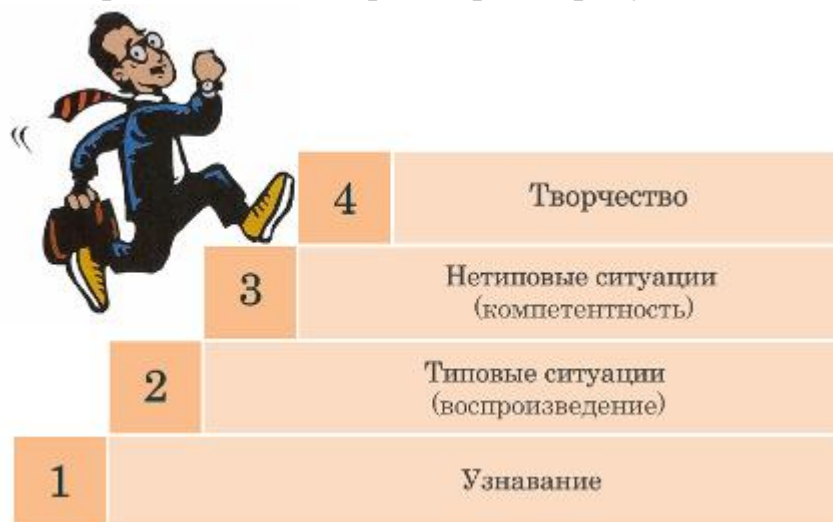 4
Творчество
3
Нетиповые ситуации
(компетентность)
2
Типовые ситуации
(воспроизведение)
1
Узнавание